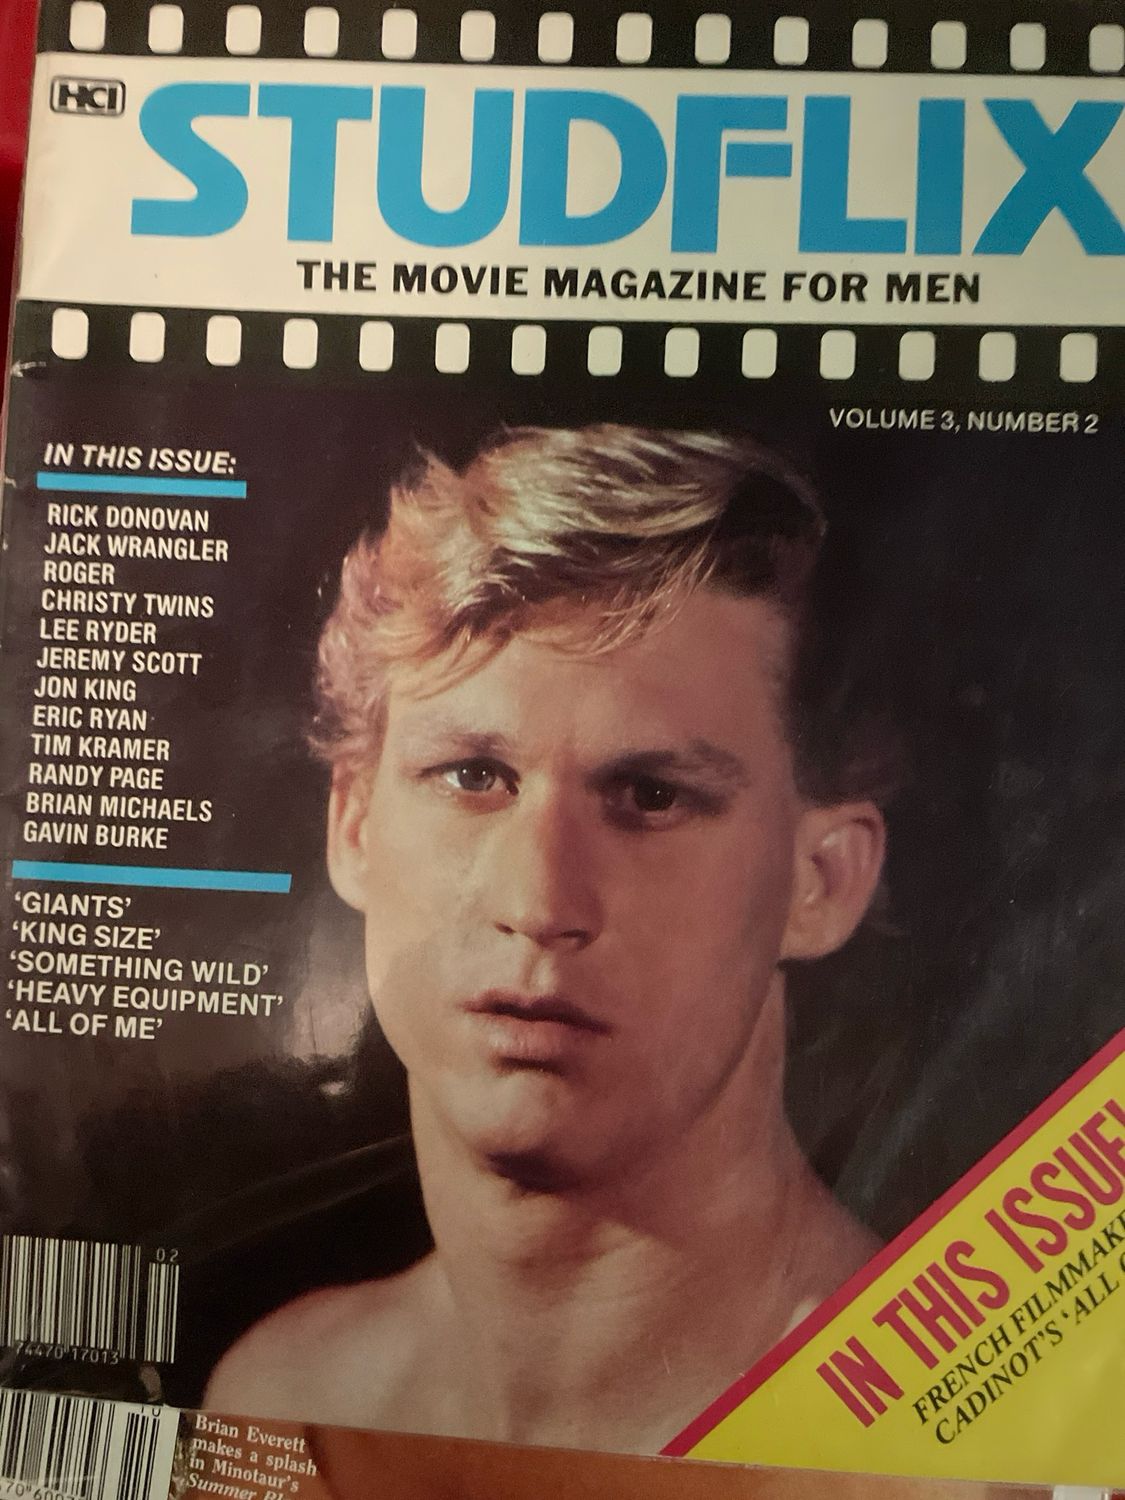 HCI
STUDFLIX
THE MOVIE MAGAZINE FOR MEN
VOLUME 3, NUMBER 2
IN THIS ISSUE:
RICK DONOVAN
JACK WRANGLER
ROGER
CHRISTY TWINS
LEE RYDER
JEREMY SCOTT
JON KING
ERIC RYAN
TIM KRAMER
RANDY PAGE
BRIAN MICHAELS
GAVIN BURKE
'GIANTS'
'KING SIZE'
'SOMETHING WILD'
'HEAVY EQUIPMENT'
'ALL OF ME'
IN THIS ISSUE!
FRENCH
CADINOT'S 'ALL
02
74470 17013
Brian Everett
makes a splash
in Minotaur's
Summer